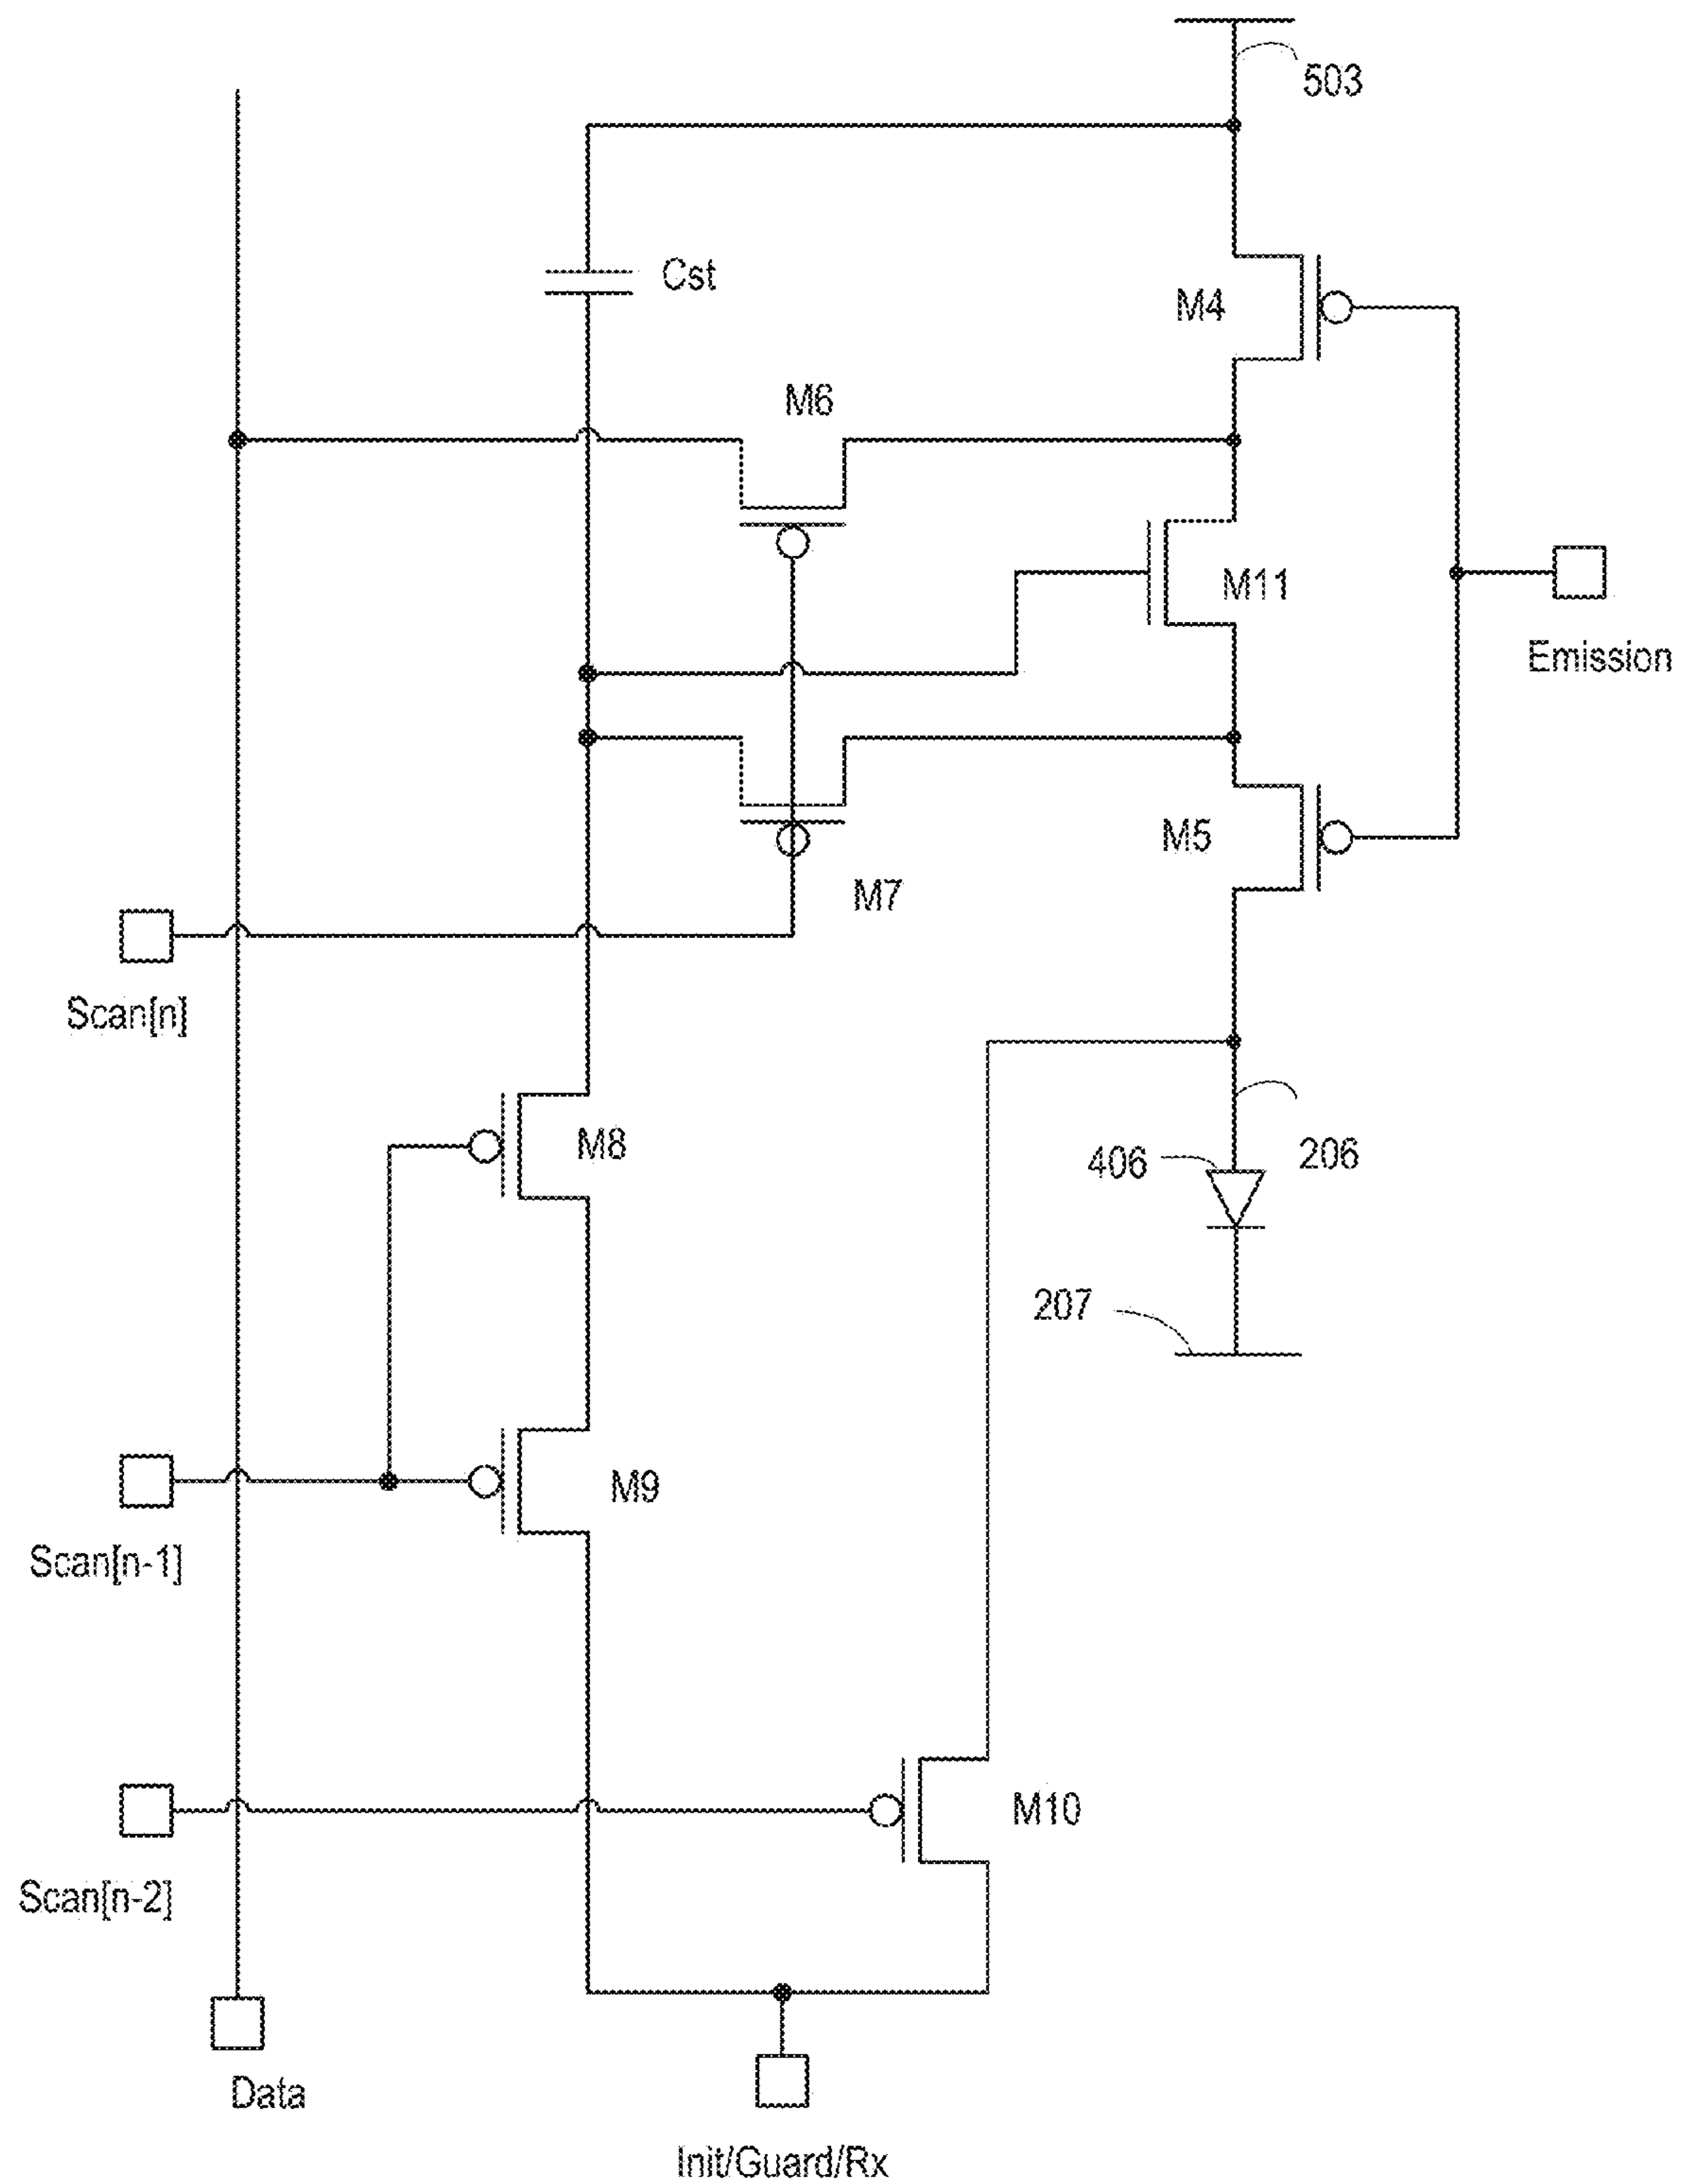 503
Cst
M4
M6
M11
Emission
M5
M7
Scan[n]
M8
406
206
207
M9
Scan[n-1]
M10
Scan[n-2]
Data
Init/Guard/Rx